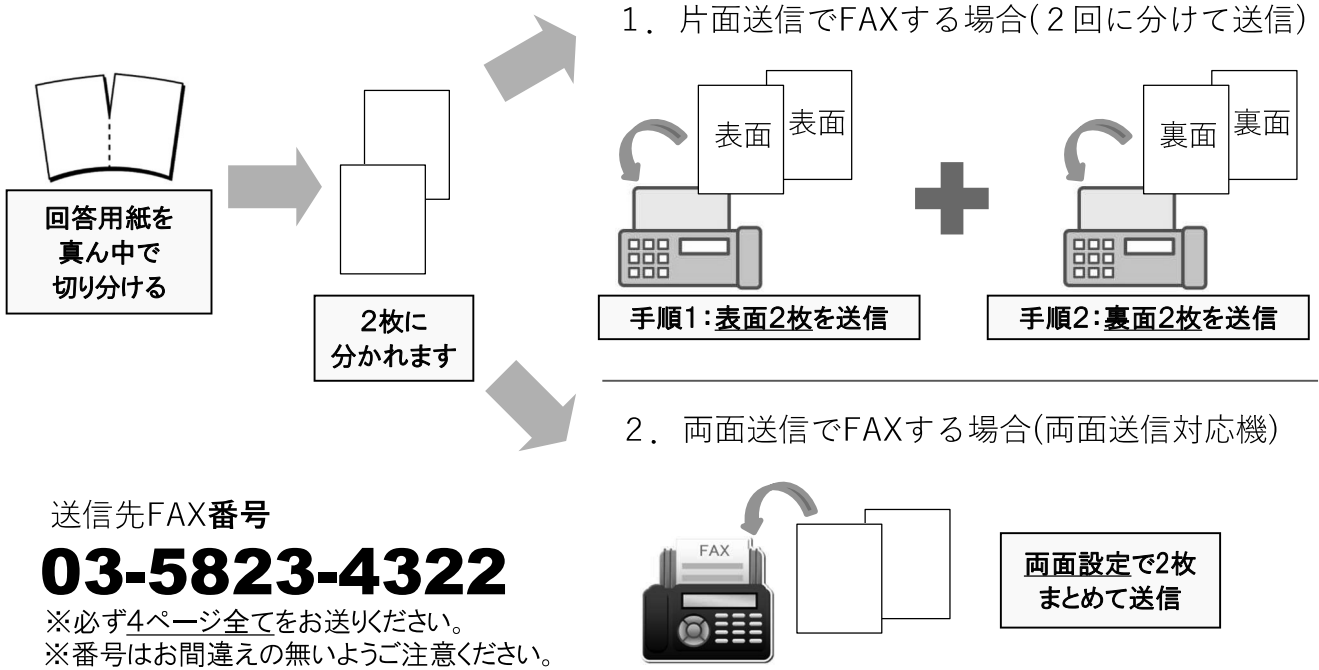 1．片面送信でFAXする場合(２回に分けて送信)
表面
表面
裏面
裏面
回答用紙を
真ん中で
切り分ける
2枚に
分かれます
手順1：表面2枚を送信
手順2：裏面2枚を送信
2．両面送信でFAXする場合(両面送信対応機)
FAX
両面設定で2枚
まとめて送信
送信先FAX番号
03-5823-4322
※必ず4ページ全てをお送りください。
※番号はお間違えの無いようご注意ください。